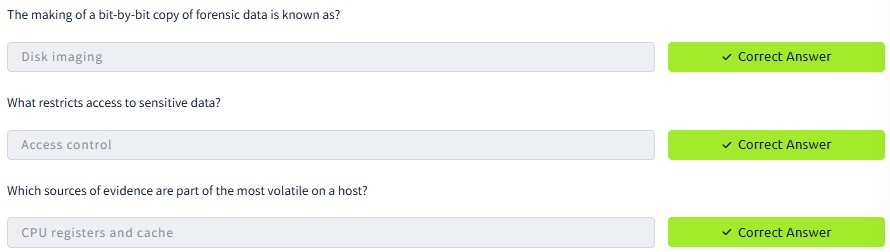 The making of a bit-by-bit copy of forensic data is known as?
Disk imaging
✓ Correct Answer
What restricts access to sensitive data?
Access control
✓ Correct Answer
Which sources of evidence are part of the most volatile on a host?
CPU registers and cache
✓ Correct Answer